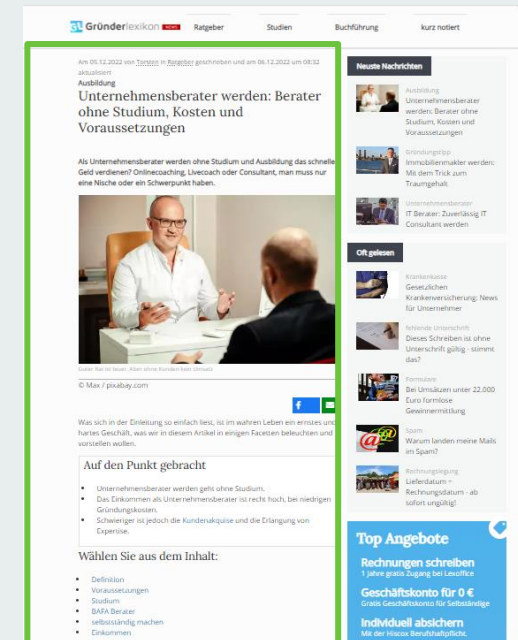 Gründerlexikon NEWS
Ratgeber
Studien
Buchführung
kurz notiert
Am 05.12.2022 von Torsten in Ratgeber geschrieben und am 06.12.2022 um 08:32
aktualisiert
Ausbildung
Unternehmensberater werden: Berater
ohne Studium, Kosten und
Voraussetzungen
Als Unternehmensberater werden ohne Studium und Ausbildung das schnelle
Geld verdienen? Onlinecoaching, Livecoach oder Consultant, man muss nur
eine Nische oder ein Schwerpunkt haben.
Guter Rat ist teuer. Aber ohne Kunden kein Umsatz
© Max / pixabay.com
Was sich in der Einleitung so einfach liest, ist im wahren Leben ein ernstes und
hartes Geschäft, was wir in diesem Artikel in einigen Facetten beleuchten und
vorstellen wollen.
Auf den Punkt gebracht
Unternehmensberater werden geht ohne Studium.
Das Einkommen als Unternehmensberater ist recht hoch, bei niedrigen
Gründungskosten.
Schwieriger ist jedoch die Kundenakquise und die Erlangung von
Expertise.
Wählen Sie aus dem Inhalt:
Definition
Voraussetzungen
Studium
BAFA Berater
selbstständig machen
Einkommen
Neuste Nachrichten
Ausbildung
Unternehmensberater
werden: Berater ohne
Studium, Kosten und
Voraussetzungen
Gründungstipp
Immobilienmakler werden:
Mit dem Trick zum
Traumgehalt
Unternehmensberater
IT Berater: Zuverlässig IT
Consultant werden
Oft gelesen
Krankenkasse
Gesetzlichen
Krankenversicherung: News
für Unternehmer
fehlende Unterschrift
Dieses Schreiben ist ohne
Unterschrift gültig - stimmt
das?
Formulare
Bei Umsätzen unter 22.000
Euro formlose
Gewinnermittlung
Spam
Warum landen meine Mails
im Spam?
Rechnungslegung
Lieferdatum =
Rechnungsdatum - ab
sofort ungültig!
Top Angebote
Rechnungen schreiben
1 Jahre gratis Zugang bei Lexoffice
Geschäftskonto für 0 €
Gratis Geschäftskonto für Selbständige
Individuell absichern
Mit der Hiscox Berufshaftpflicht.